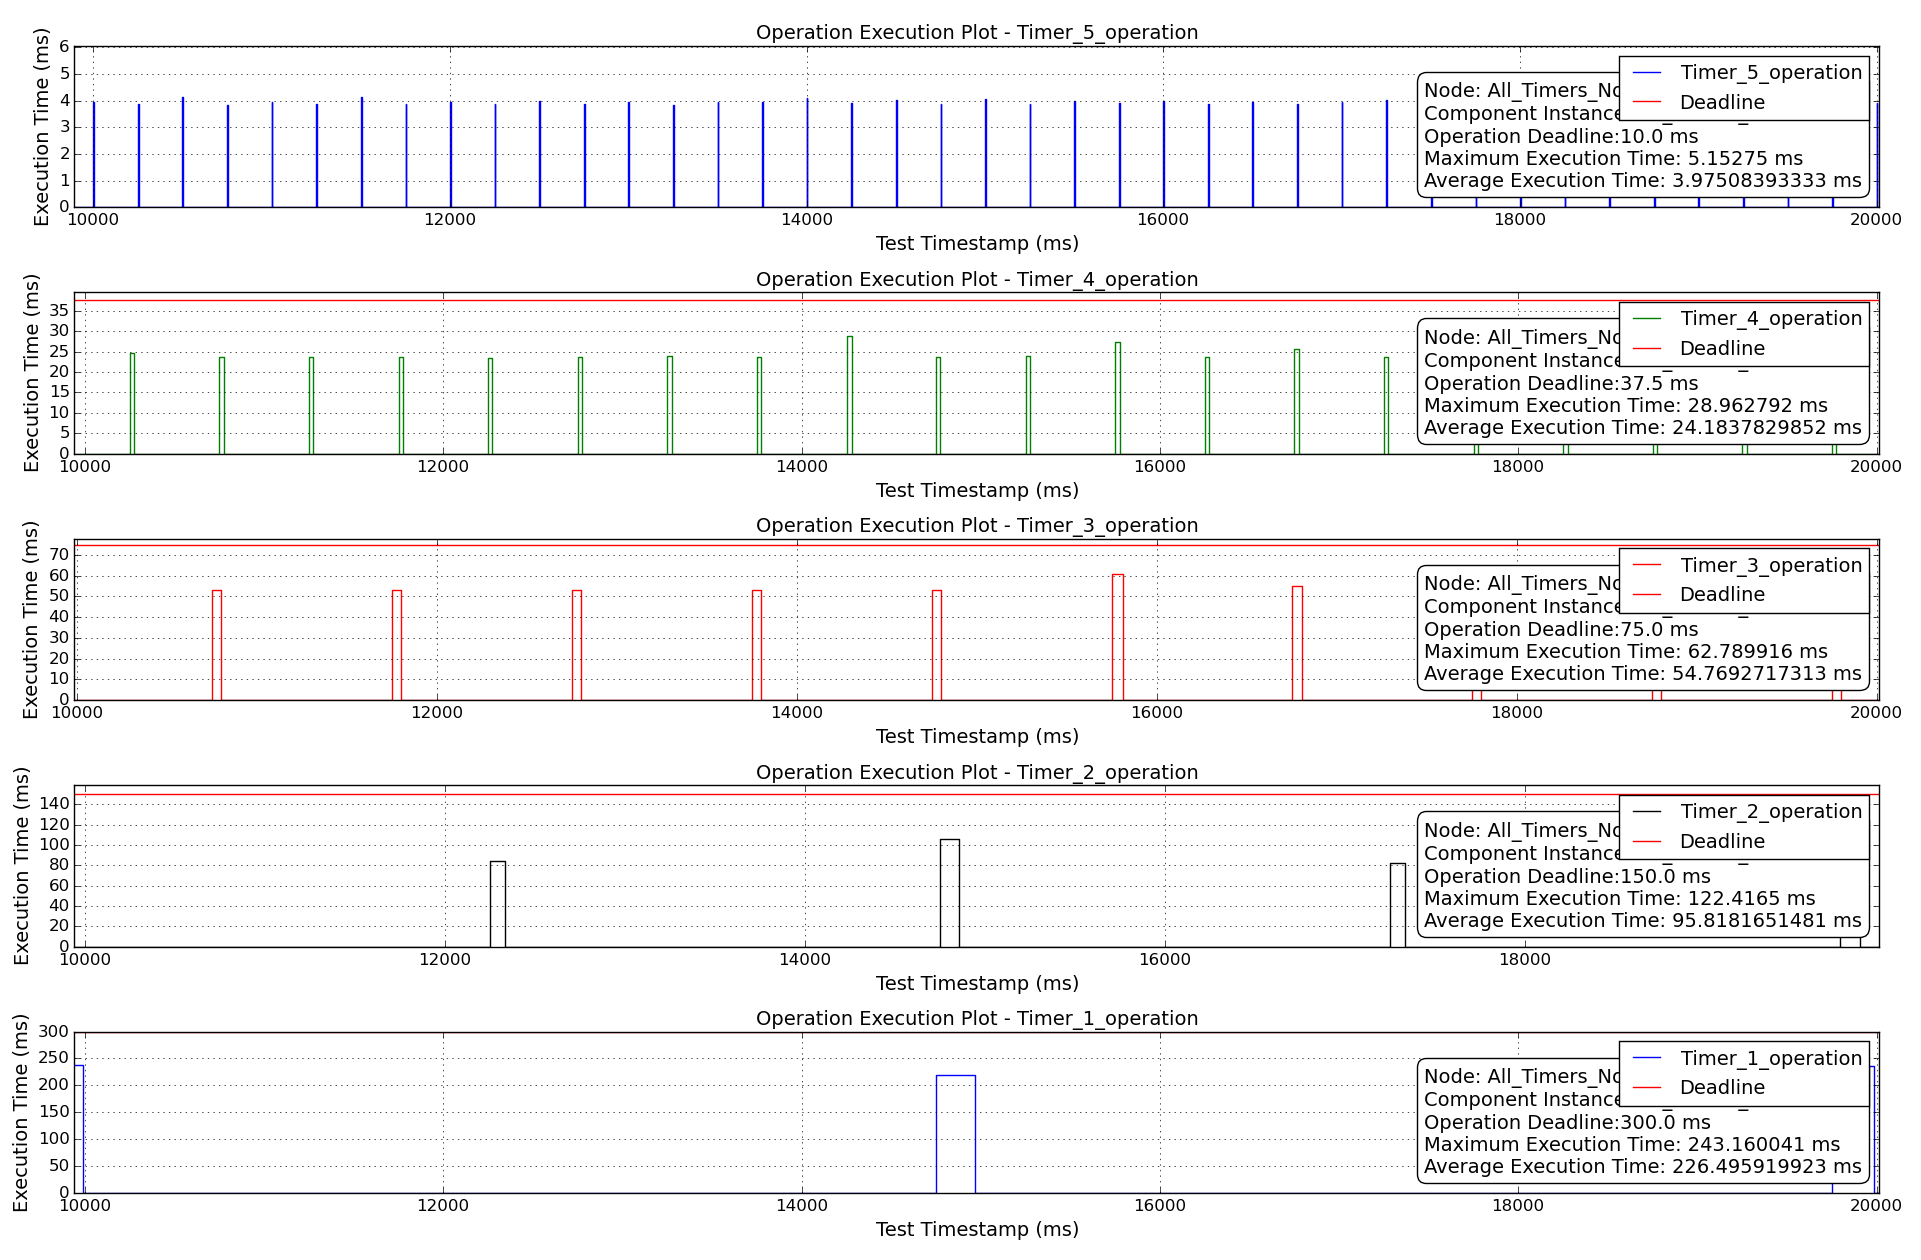 Operation Execution Plot - Timer_5_operation
Execution Time (ms)
6
5
4
3
2
1
0
Timer_5_operation
Deadline
Node: All_Timers_No
Component Instance
Operation Deadline:10.0 ms
Maximum Execution Time: 5.15275 ms
Average Execution Time: 3.97508393333 ms
10000 12000 14000 16000 18000 20000
Test Timestamp (ms)
Operation Execution Plot - Timer_4_operation
Execution Time (ms)
35
30
25
20
15
10
5
0
Timer_4_operation
Deadline
Node: All_Timers_No
Component Instance
Operation Deadline:37.5 ms
Maximum Execution Time: 28.962792 ms
Average Execution Time: 24.1837829852 ms
10000 12000 14000 16000 18000 20000
Test Timestamp (ms)
Operation Execution Plot - Timer_3_operation
Execution Time (ms)
70
60
50
40
30
20
10
0
Timer_3_operation
Deadline
Node: All_Timers_No
Component Instance
Operation Deadline:75.0 ms
Maximum Execution Time: 62.789916 ms
Average Execution Time: 54.7692717313 ms
10000 12000 14000 16000 18000 20000
Test Timestamp (ms)
Operation Execution Plot - Timer_2_operation
Execution Time (ms)
140
120
100
80
60
40
20
0
Timer_2_operation
Deadline
Node: All_Timers_No
Component Instance
Operation Deadline:150.0 ms
Maximum Execution Time: 122.4165 ms
Average Execution Time: 95.8181651481 ms
10000 12000 14000 16000 18000
Test Timestamp (ms)
Operation Execution Plot - Timer_1_operation
Execution Time (ms)
300
250
200
150
100
50
0
Timer_1_operation
Deadline
Node: All_Timers_No
Component Instance
Operation Deadline:300.0 ms
Maximum Execution Time: 243.160041 ms
Average Execution Time: 226.495919923 ms
10000 12000 14000 16000 18000 20000
Test Timestamp (ms)